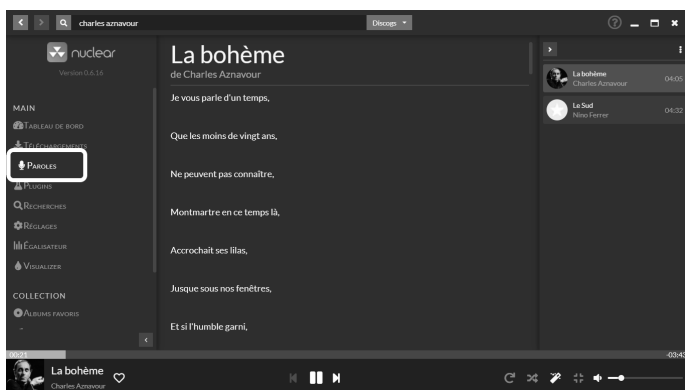 charles aznavour
Discogs
nuclear
Version 0.6.16
MAIN
TABLEAU DE BORD
TÉLÉCHARGEMENTS
PAROLES
PLUGINS
RECHERCHES
RÉGLAGES
ÉGALISATEUR
VISUALIZER
COLLECTION
ALBUMS FAVORIS
La bohème
de Charles Aznavour
Je vous parle d'un temps,
Que les moins de vingt ans,
Ne peuvent pas connaître,
Montmartre en ce temps là,
Accrochait ses lilas,
Jusque sous nos fenêtres,
Et si l'humble garni,
La bohème
Charles Aznavour
04:05
Le Sud
Nino Ferrer
04:32
00:21
-03:43
La bohème
Charles Aznavour